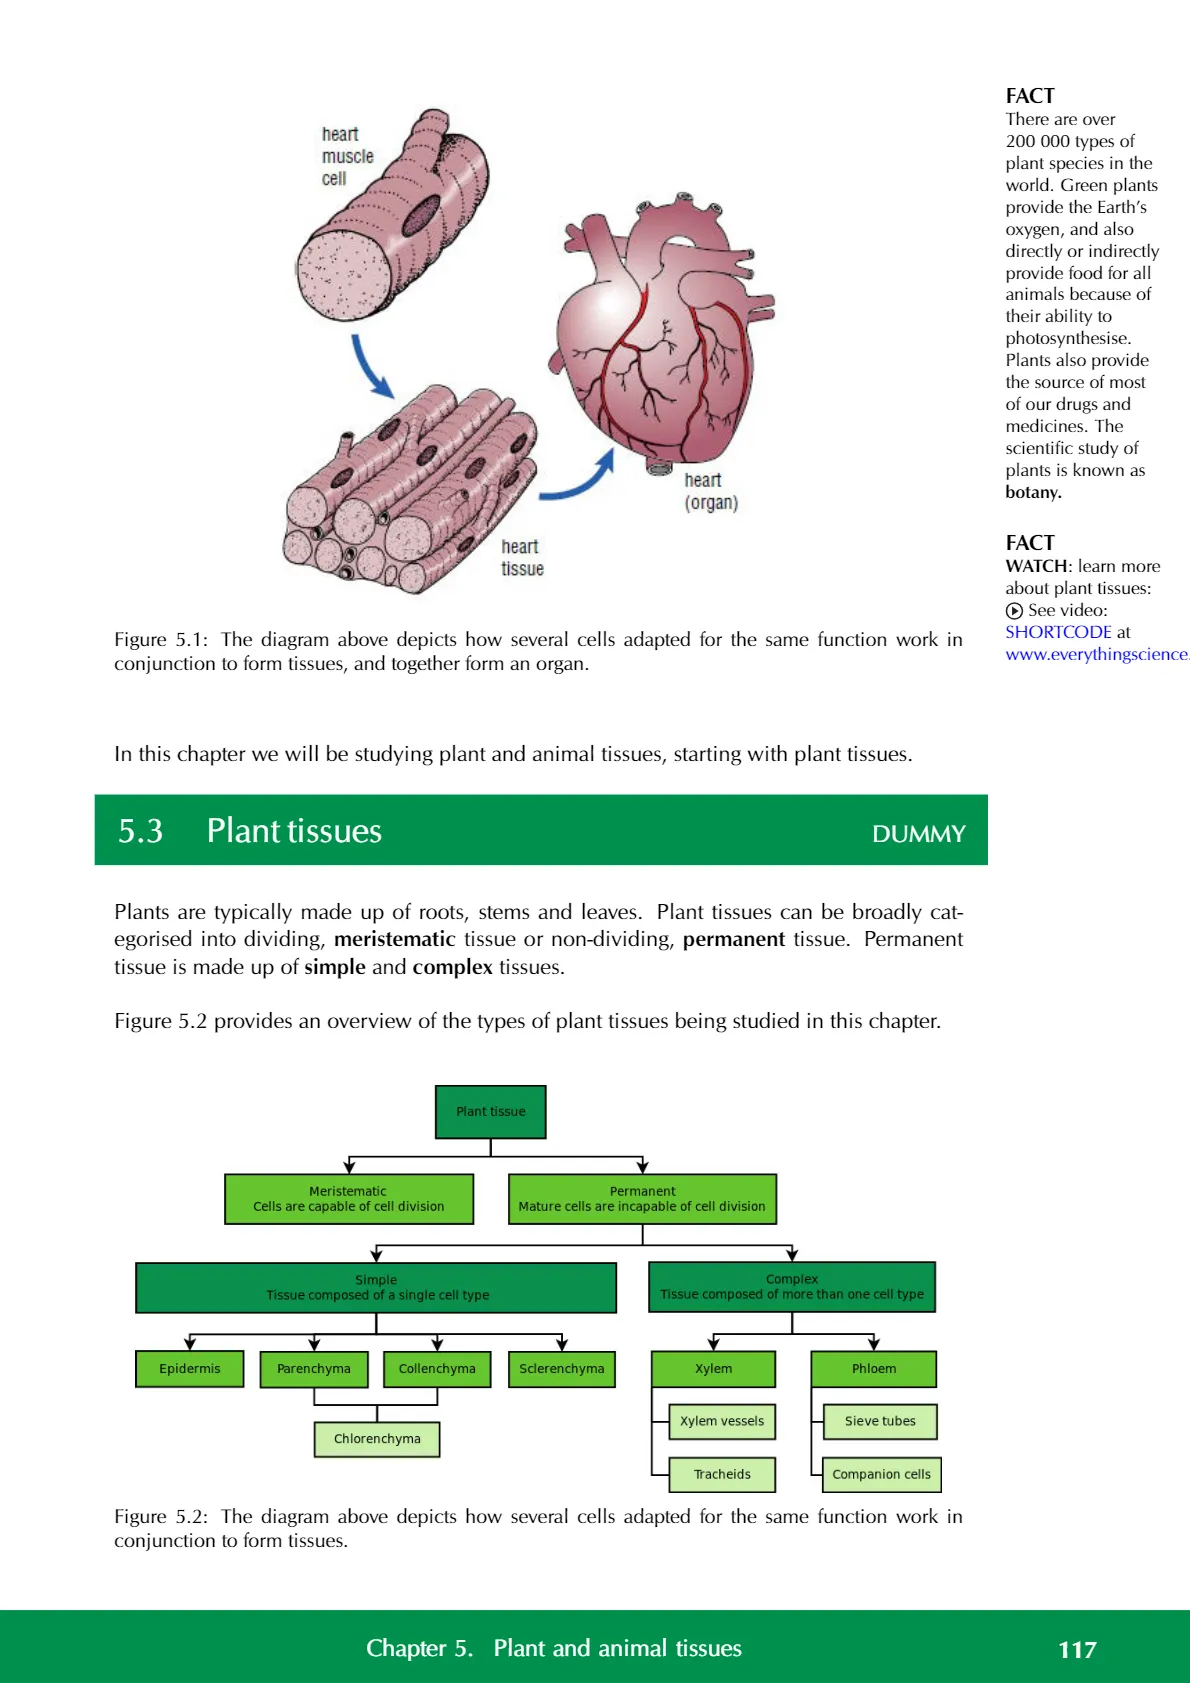 heart
muscle
cell
heart
(organ)
heart
tissue
Figure 5.1: The diagram above depicts how several cells adapted for the same function work in
conjunction to form tissues, and together form an organ.
FACT
There are over
200 000 types of
plant species in the
world. Green plants
provide the Earth’s
oxygen, and also
directly or indirectly
provide food for all
animals because of
their ability to
photosynthesise.
Plants also provide
the source of most
of our drugs and
medicines. The
scientific study of
plants is known as
botany.
FACT
WATCH: learn more
about plant tissues:
See video:
SHORTCODE at
www.everythingscience.
In this chapter we will be studying plant and animal tissues, starting with plant tissues.
5.3 Plant tissues DUMMY
Plants are typically made up of roots, stems and leaves. Plant tissues can be broadly cat-
egorised into dividing, meristematic tissue or non-dividing, permanent tissue. Permanent
tissue is made up of simple and complex tissues.
Figure 5.2 provides an overview of the types of plant tissues being studied in this chapter.
Plant tissue
Meristematic
Cells are capable of cell division
Permanent
Mature cells are incapable of cell division
Simple
Tissue composed of a single cell type
Complex
Tissue composed of more than one cell type
Epidermis
Parenchyma
Collenchyma
Sclerenchyma
Xylem
Phloem
Chlorenchyma
Xylem vessels
Sieve tubes
Tracheids
Companion cells
Figure 5.2: The diagram above depicts how several cells adapted for the same function work in
conjunction to form tissues.
Chapter 5. Plant and animal tissues 117